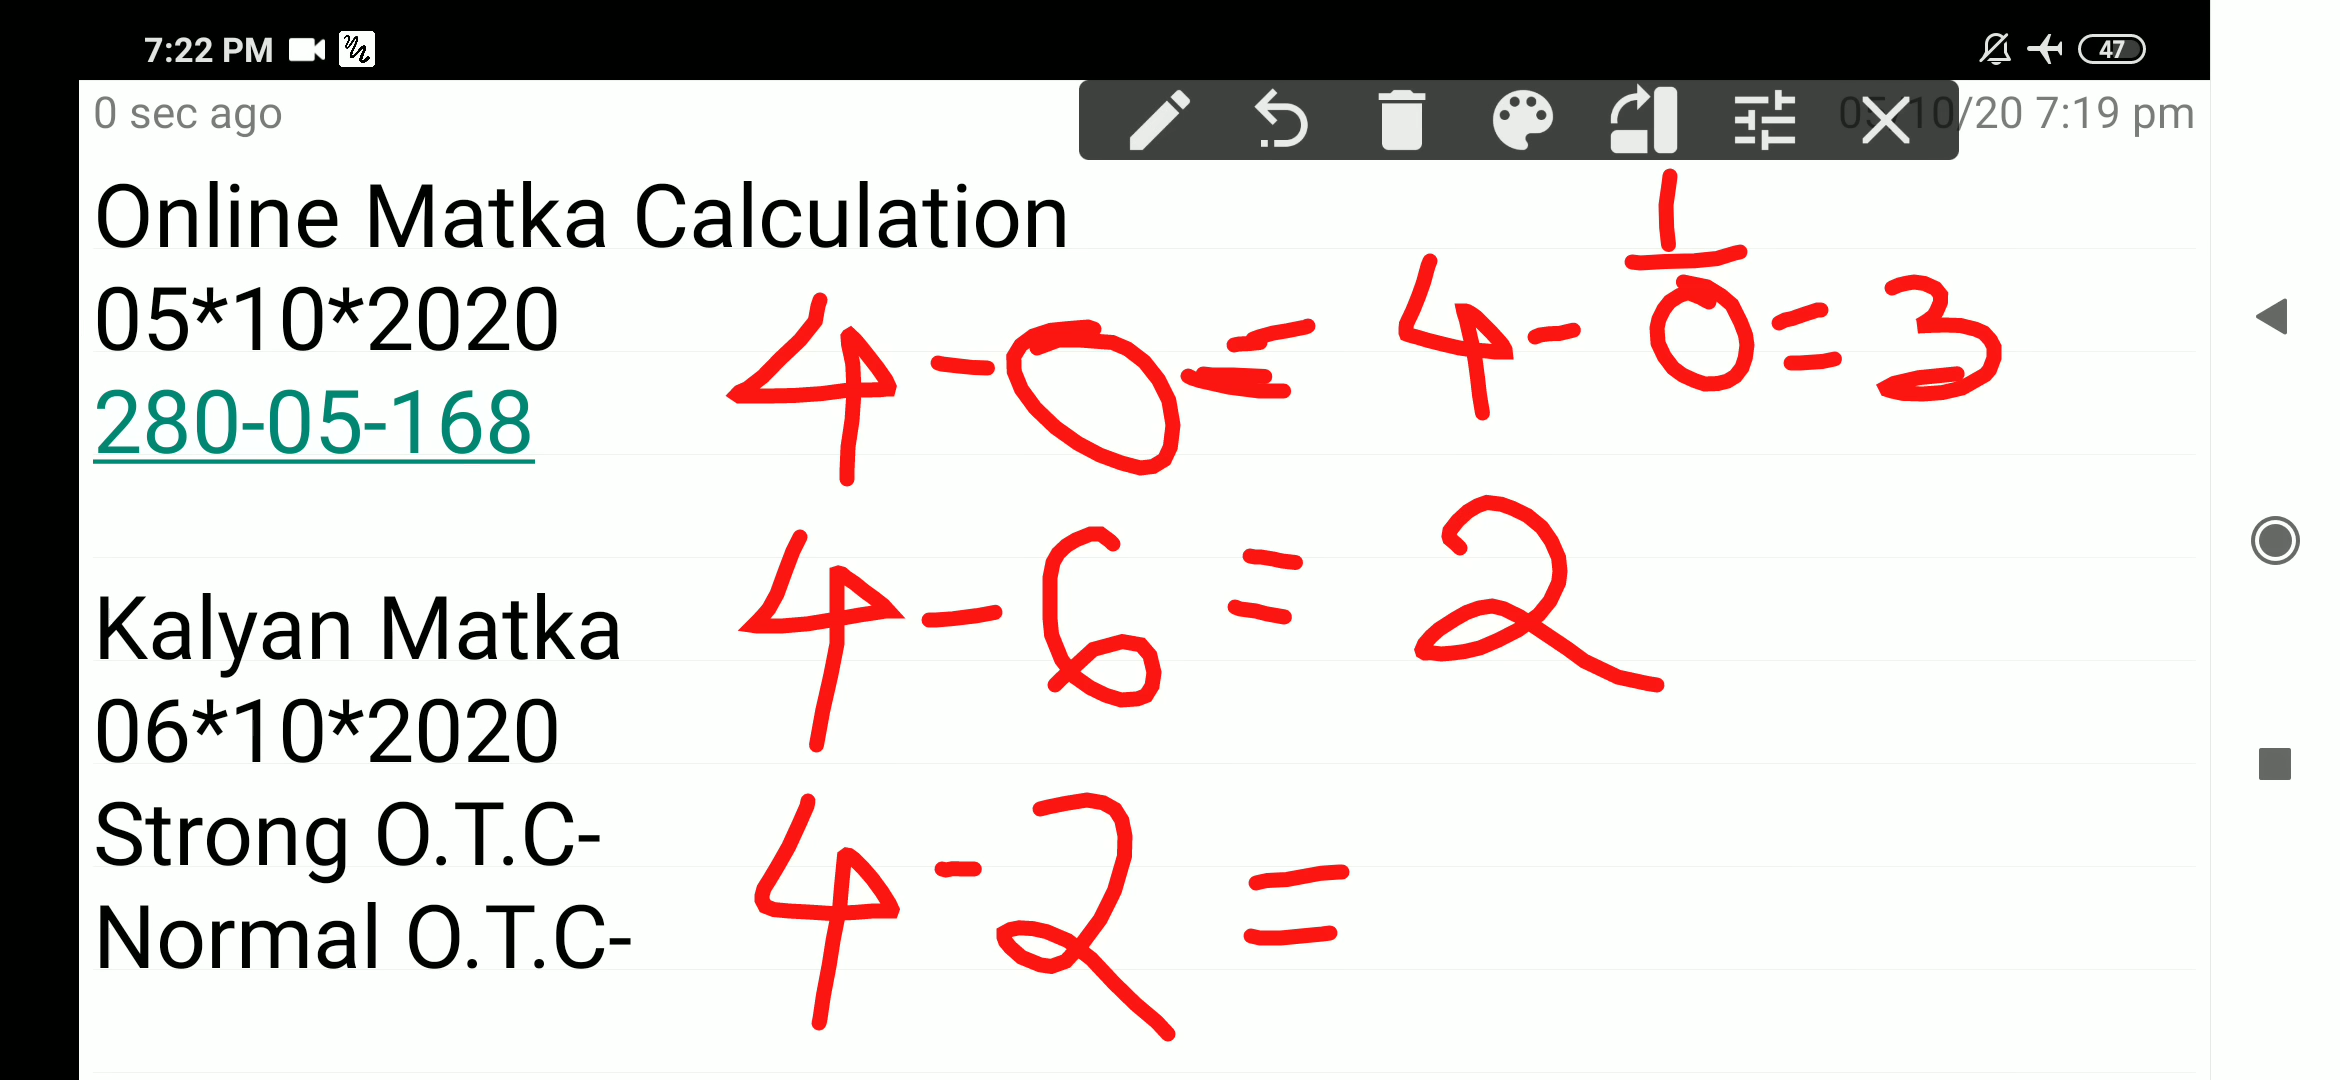 7:22 PM 47
0 sec ago /20 7:19 pm
Online Matka Calculation
05*10*2020
280-05-168
4-0= 4-1/0=3
4-6=2
Kalyan Matka
06*10*2020
Strong O.T.C-
Normal O.T.C-
4-2=